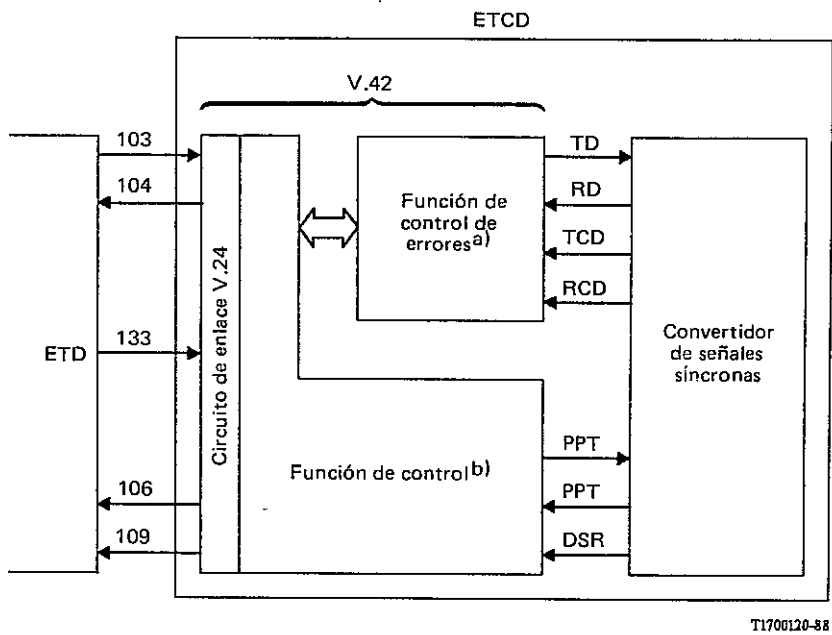 ETCD
V.42
103
104
133
106
109
ETD
Circuito de enlace V.24
Función de
control de
errores a)
Función de control b)
TD
RD
TCD
RCD
PPT
PPT
DSR
Convertidor
de señales
síncronas
T1700120-88